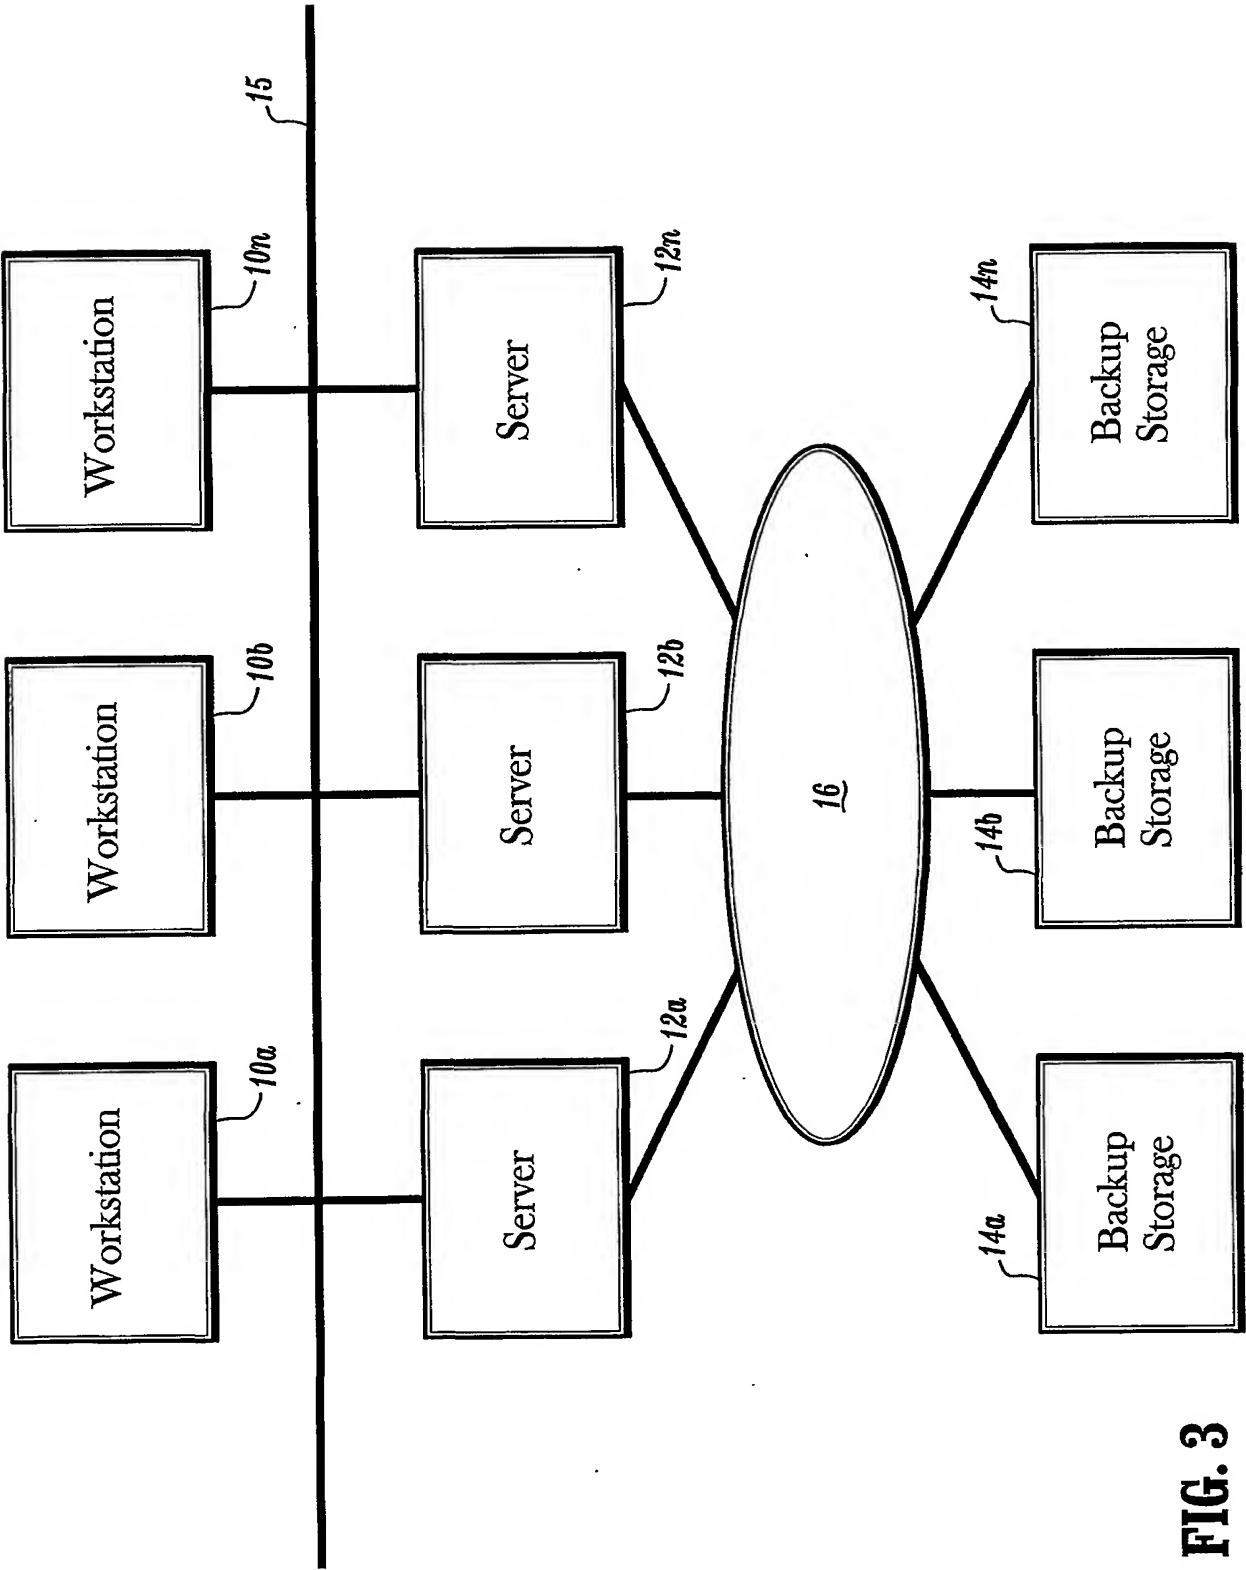 Workstation
10a
Workstation
10b
Workstation
10n
15
Server
12a
Server
12b
Server
12n
16
14a
Backup
Storage
14b
Backup
Storage
14n
Backup
Storage
FIG. 3